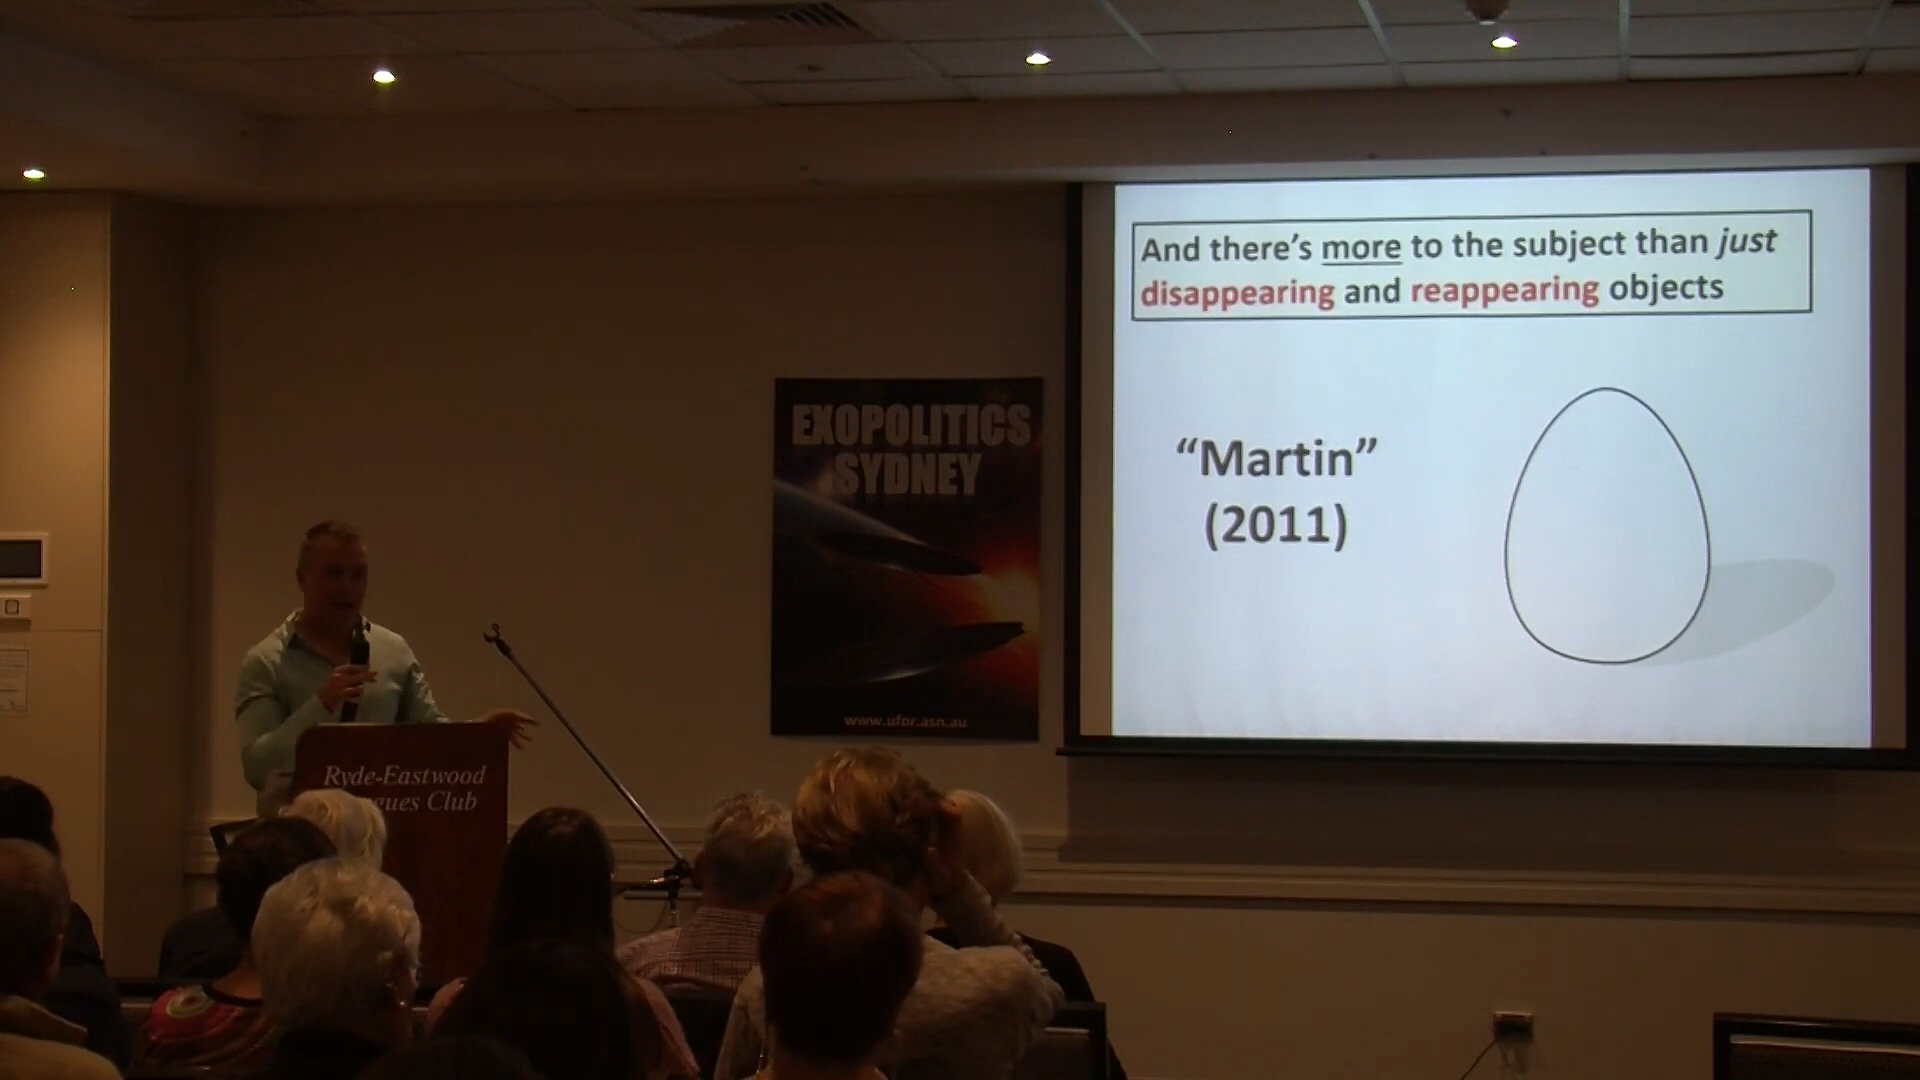 And there's more to the subject than just
disappearing and reappearing objects
“Martin”
(2011)
EXOPOLITICS
SYDNEY
www.ufor.asn.au
Ryde-Eastwood
gues Club